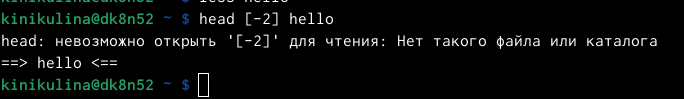 kinikulina@dk8n52 ~ $ head [-2] hello
head: невозможно открыть '[-2]' для чтения: Нет такого файла или каталога
==> hello <==
kinikulina@dk8n52 ~ $